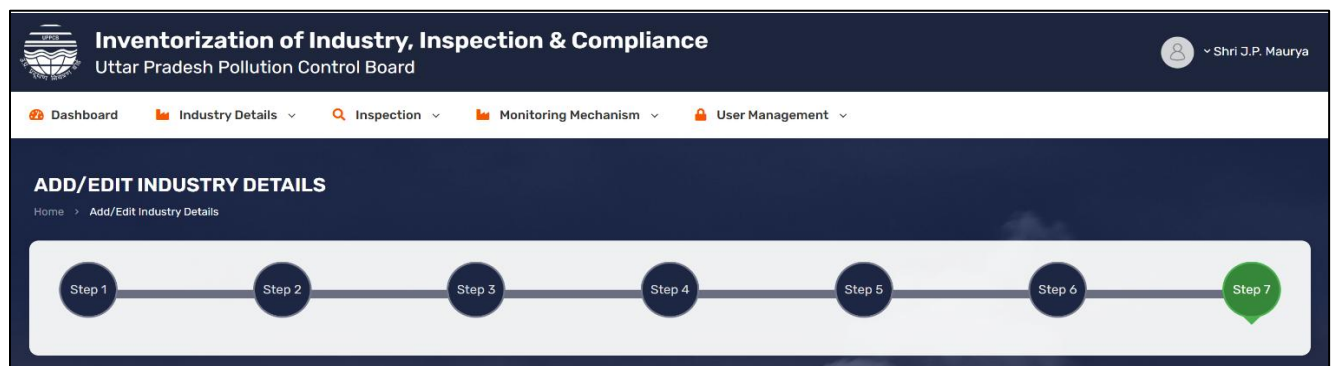 UPPCB
Inventorization of Industry, Inspection & Compliance
Uttar Pradesh Pollution Control Board
Shri J.P. Maurya
Dashboard Industry Details Inspection Monitoring Mechanism User Management
ADD/EDIT INDUSTRY DETAILS
Home > Add/Edit Industry Details
Step 1 Step 2 Step 3 Step 4 Step 5 Step 6 Step 7